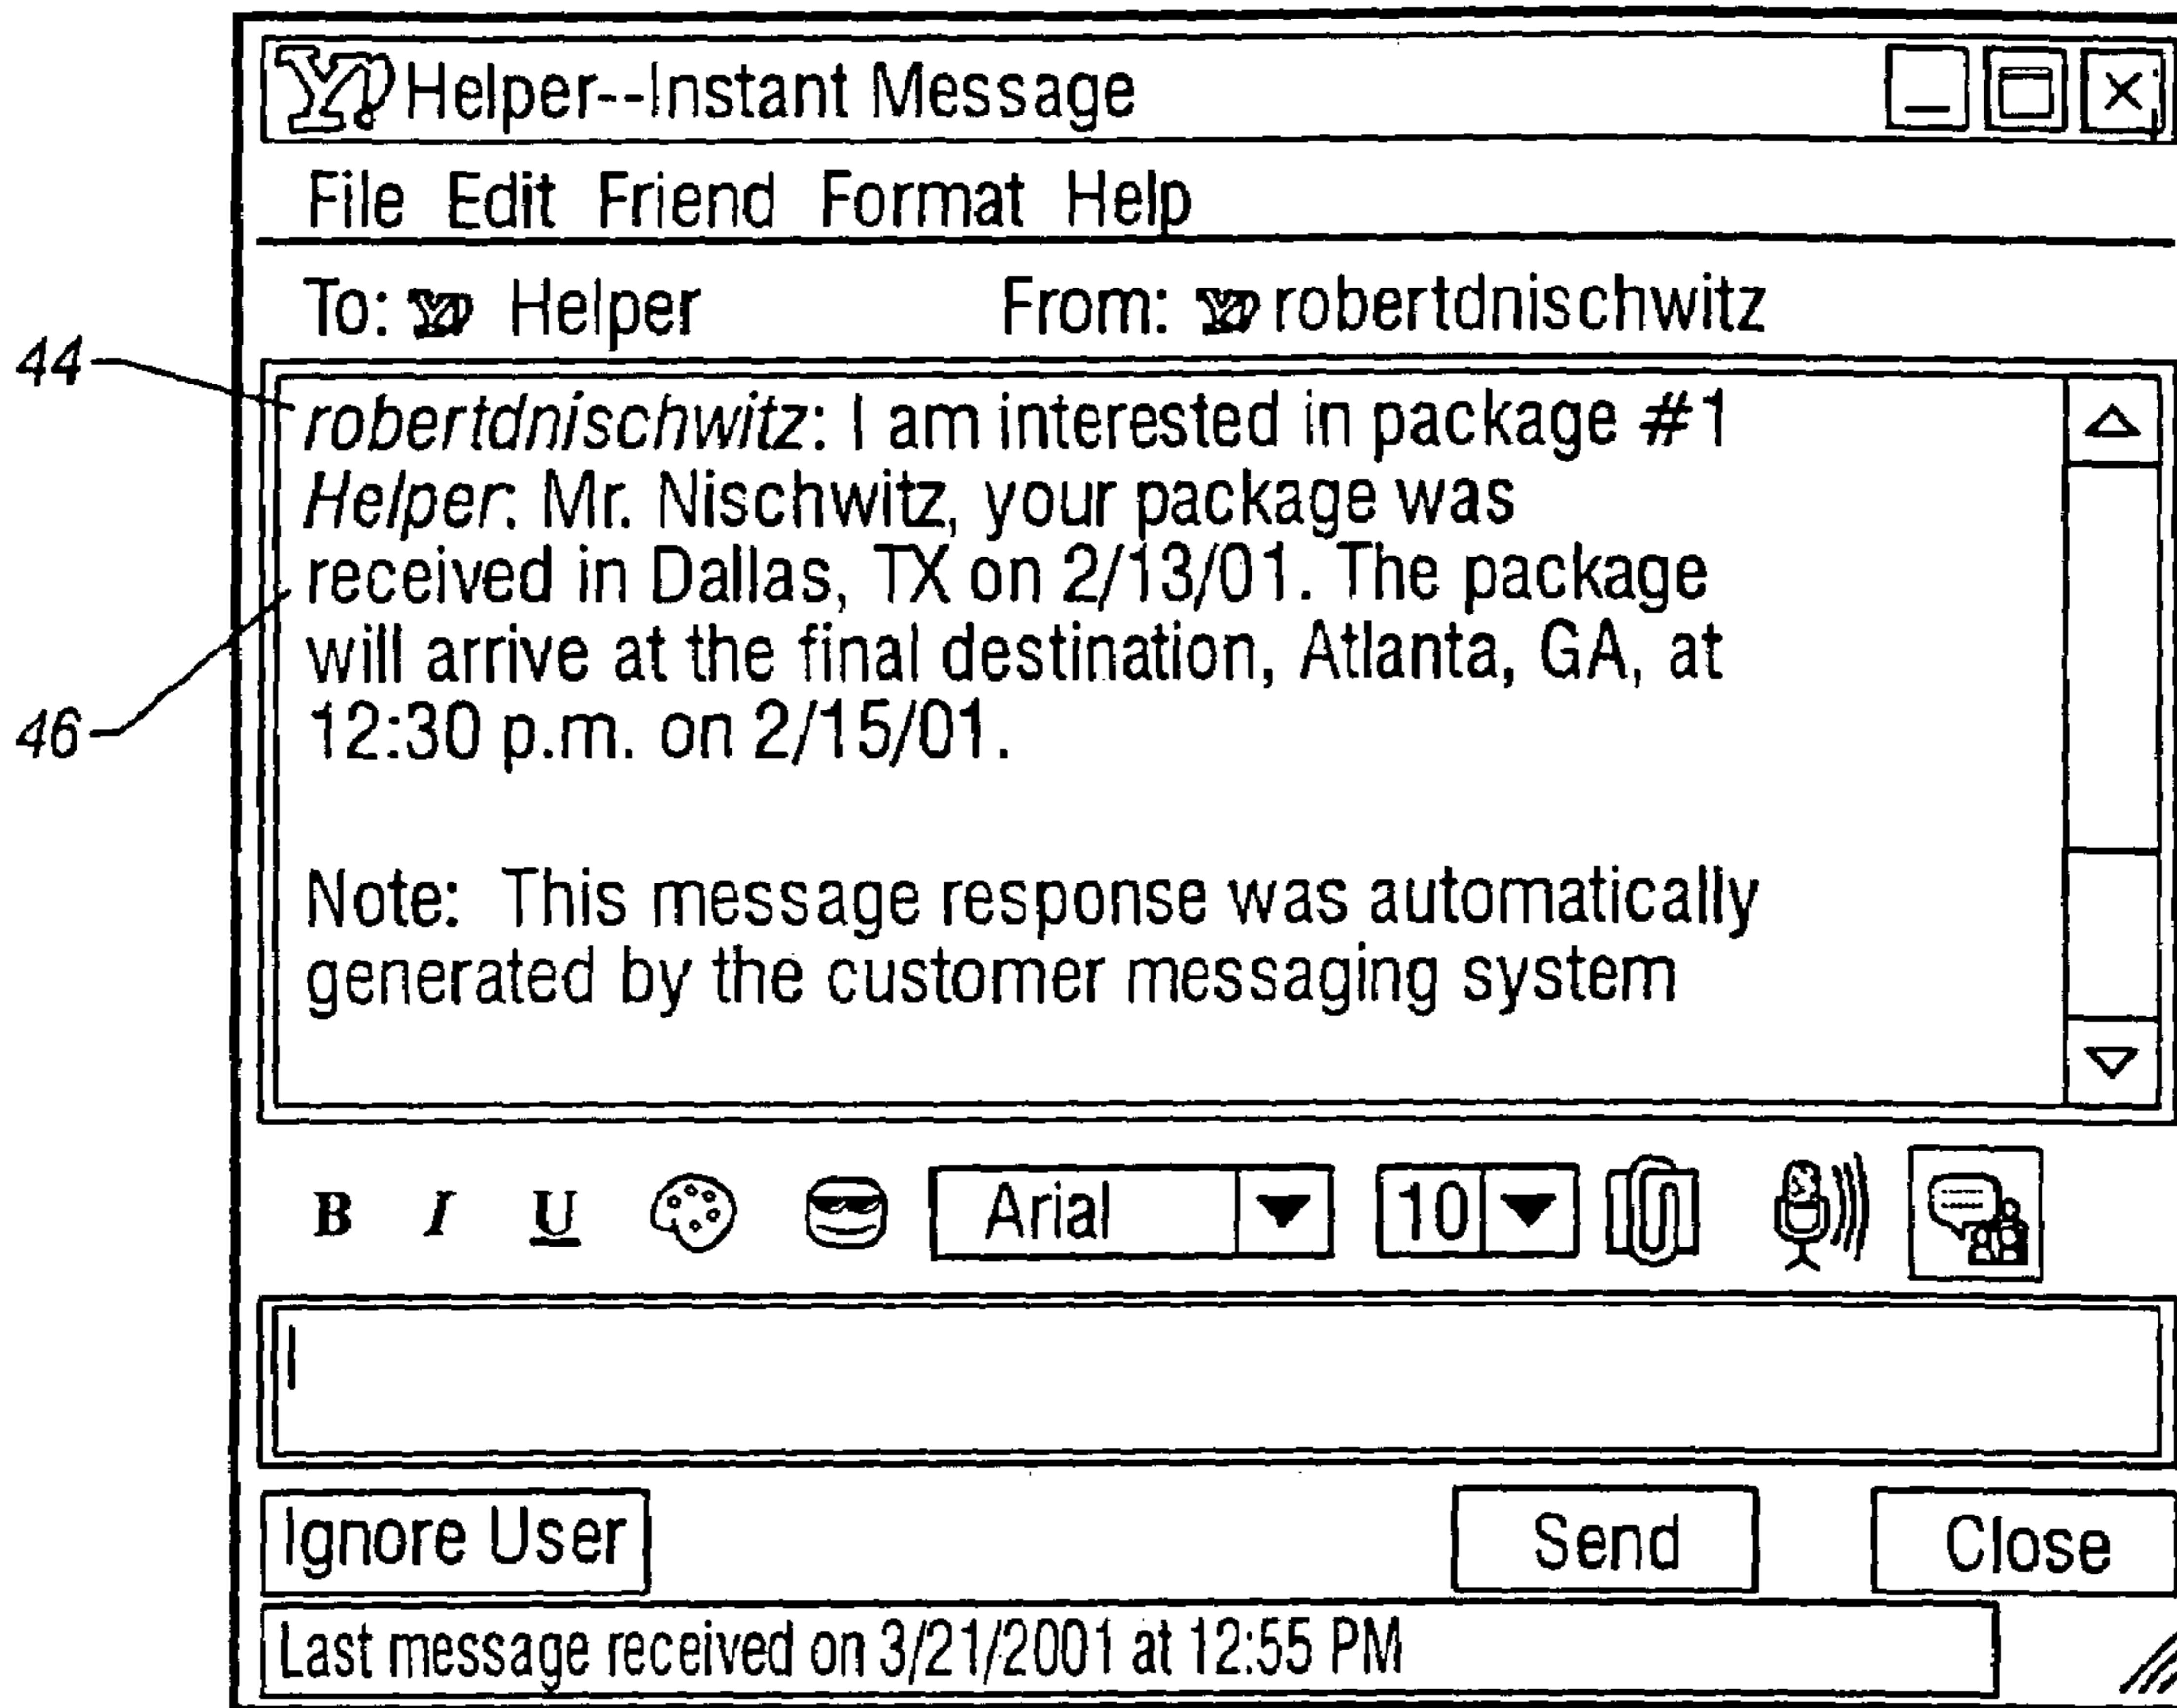 Y! Helper--Instant Message
File Edit Friend Format Help
To: Y! Helper From: Y! robertdnischwitz
44
robertdnischwitz: I am interested in package #1
Helper: Mr. Nischwitz, your package was
received in Dallas, TX on 2/13/01. The package
will arrive at the final destination, Atlanta, GA, at
46
12:30 p.m. on 2/15/01.
Note: This message response was automatically
generated by the customer messaging system
B I U Arial 10
Ignore User Send Close
Last message received on 3/21/2001 at 12:55 PM